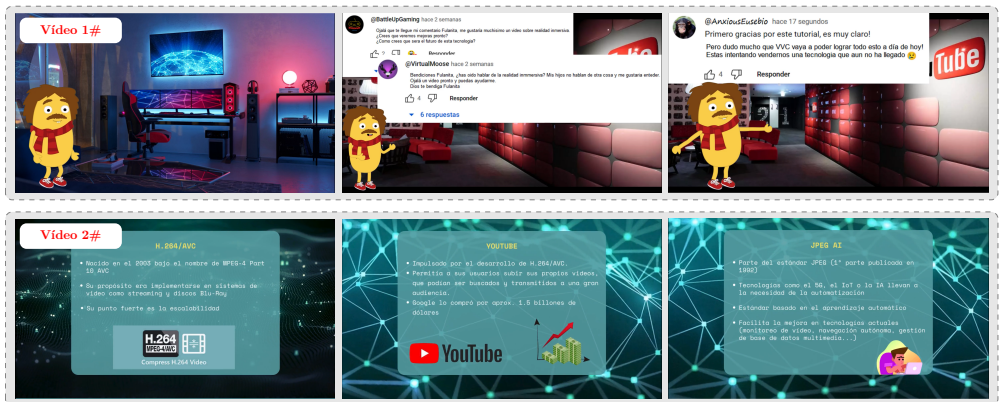 Vídeo 1#
@BattleUpGaming hace 2 semanas
Ojalá que te llegue mi comentario Fulanita, me gustaría muchísimo un vídeo sobre realidad inmersiva.
¿Crees que veremos mejoras pronto?
¿Como crees que sera el futuro de esta tecnología?
Responder
@VirtualMoose hace 2 semanas
Bendiciones Fulanita, ¿has oido hablar de la realidad immmersiva? Mis hijos no hablan de otra cosa y me gustaria entender.
Ojalá un video pronto y puedas ayudarme.
Dios te bendiga Fulanita
4 Responder
6 respuestas
@AnxiousEusebio hace 17 segundos
Primero gracias por este tutorial, es muy claro!
Pero dudo mucho que VVC vaya a poder lograr todo esto a día de hoy!
Estas intentando vendernos una tecnologia que aun no ha llegado
4 Responder
Tube
Vídeo 2#
H.264/AVC
• Nacido en el 2003 bajo el nombre de MPEG-4 Part
10 AVC
• Su propósito era implementarse en sistemas de
vídeo como streaming y discos Blu-Ray
• Su punto fuerte es la escalabilidad
H.264
MPEG-4/AVC
Compress H.264 Video
YOUTUBE
• Impulsado por el desarrollo de H.264/AVC.
• Permitía a sus usuarios subir sus propios vídeos,
que podían ser buscados y transmitidos a una gran
audiencia.
• Google lo compró por aprox. 1.5 billones de
dólares
YouTube
JPEG AI
• Parte del estándar JPEG (1ª parte publicada en
1992)
• Tecnologías como el 5G, el IoT a la IA llevan a
la necesidad de la automatización
• Estándar basado en el aprendizaje automático
• Facilita la mejora en tecnologías actuales
(monitoreo de vídeo, navegación autónoma, gestión
de base de datos multimedia...)